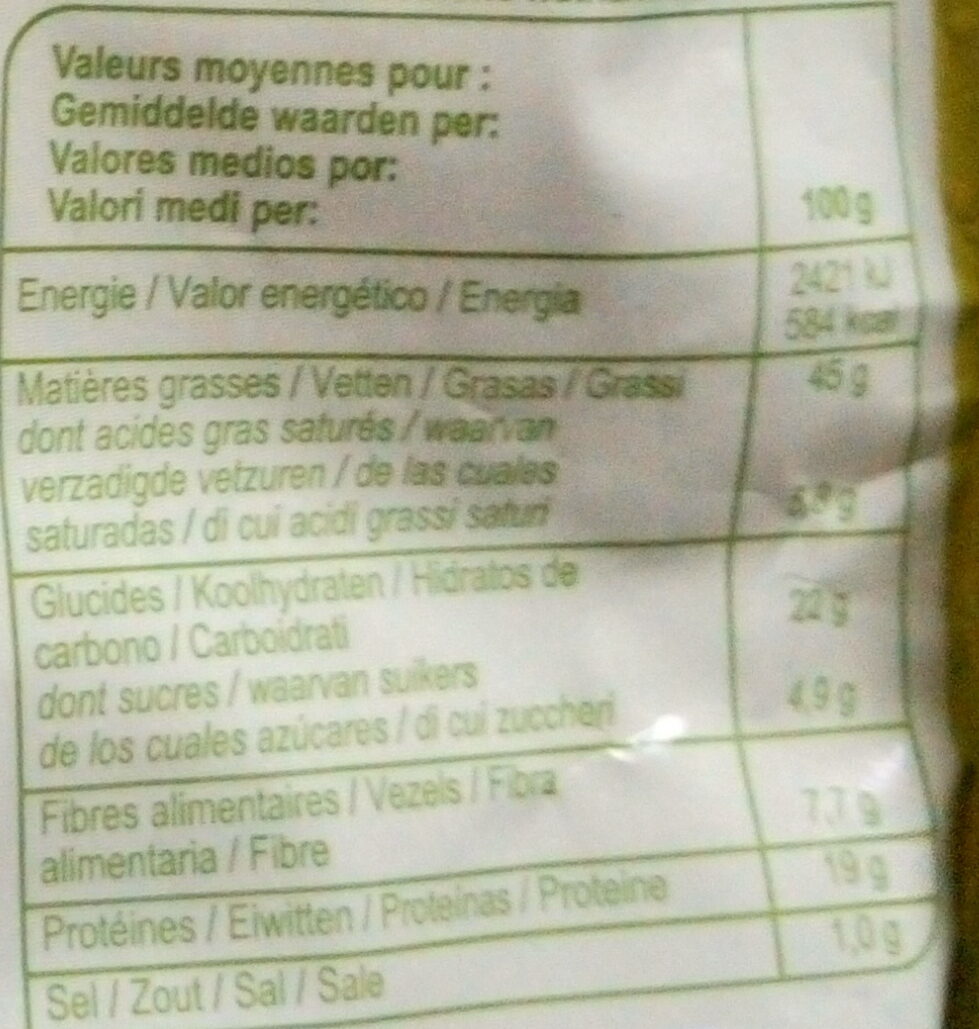 Valeurs moyennes pour :
Gemiddelde waarden per:
Valores medios por:
Valori medi per:
100 g
Energie / Valor energético / Energia
2421 kJ
584 kcal
Matières grasses / Vetten / Grasas / Grassi
45 g
dont acides gras saturés / waarvan
verzadigde vetzuren / de las cuales
saturadas / di cui acidi grassi saturi
Glucides / Koolhydraten / Hidratos de
carbono / Carboidrati
22 g
dont sucres / waarvan suikers
de los cuales azúcares / di cui zuccheri
4,9 g
Fibres alimentaires / Vezels / Fibra
alimentaria / Fibre
7,7 g
Protéines / Eiwitten / Proteínas / Proteine
19 g
Sel / Zout / Sal / Sale
1,0 g